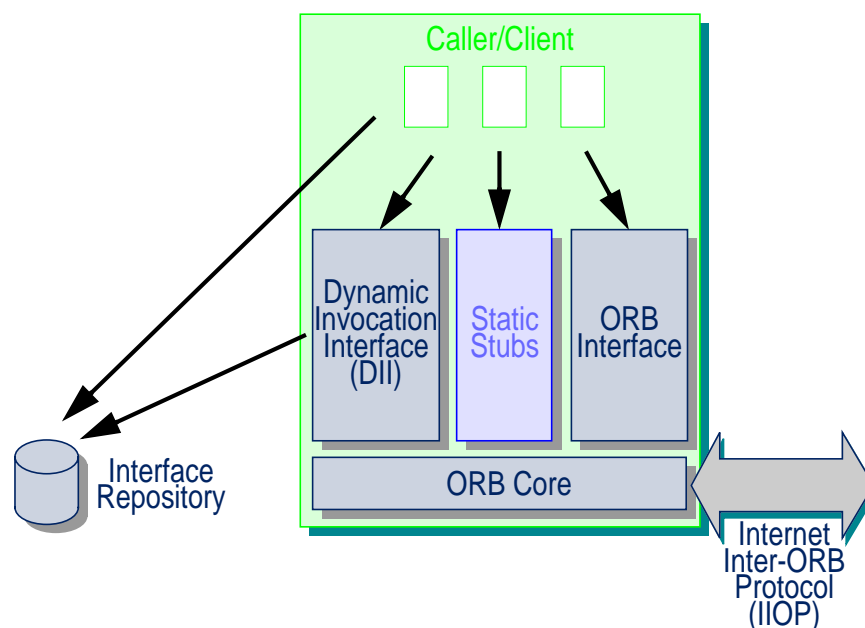 Caller/Client
Dynamic
Invocation
Interface
(DII)
Static
Stubs
ORB
Interface
Interface
Repository
ORB Core
Internet
Inter-ORB
Protocol
(IIOP)